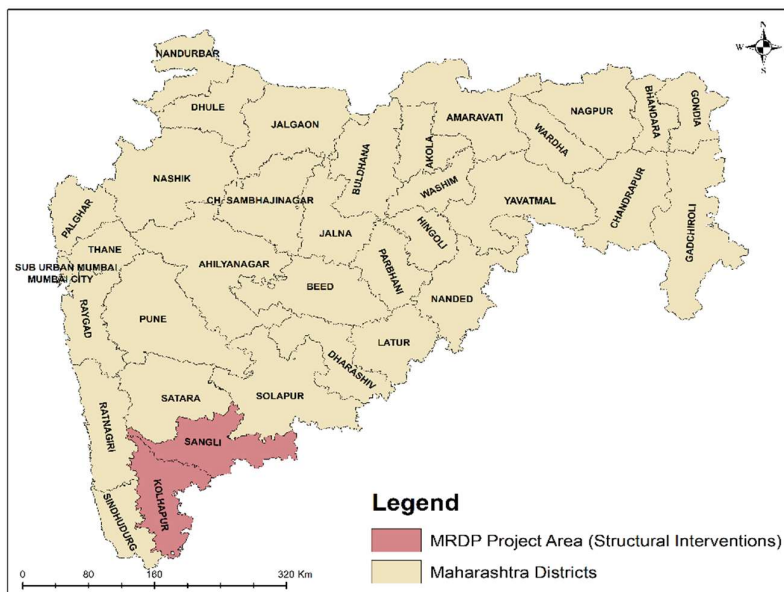 N
W E
S
NANDURBAR
DHULE
JALGAON
BULDHANA
AKOLA
AMARAVATI
WARDHA
NAGPUR
BHANDARA
GONDIA
NASHIK
CH. SAMBHAJINAGAR
JALNA
WASHIM
HINGOLI
YAVATMAL
CHANDRAPUR
GADCHIROLI
PALGHAR
THANE
SUB URBAN MUMBAI
MUMBAI CITY
RAYGAD
AHILYANAGAR
BEED
PARBHANI
NANDED
PUNE
LATUR
DHARASHIV
SATARA
SOLAPUR
RATNAGIRI
SANGLI
KOLHAPUR
SINDHUDURG
Legend
MRDP Project Area (Structural Interventions)
Maharashtra Districts
0 40 80 160 240 320 Km